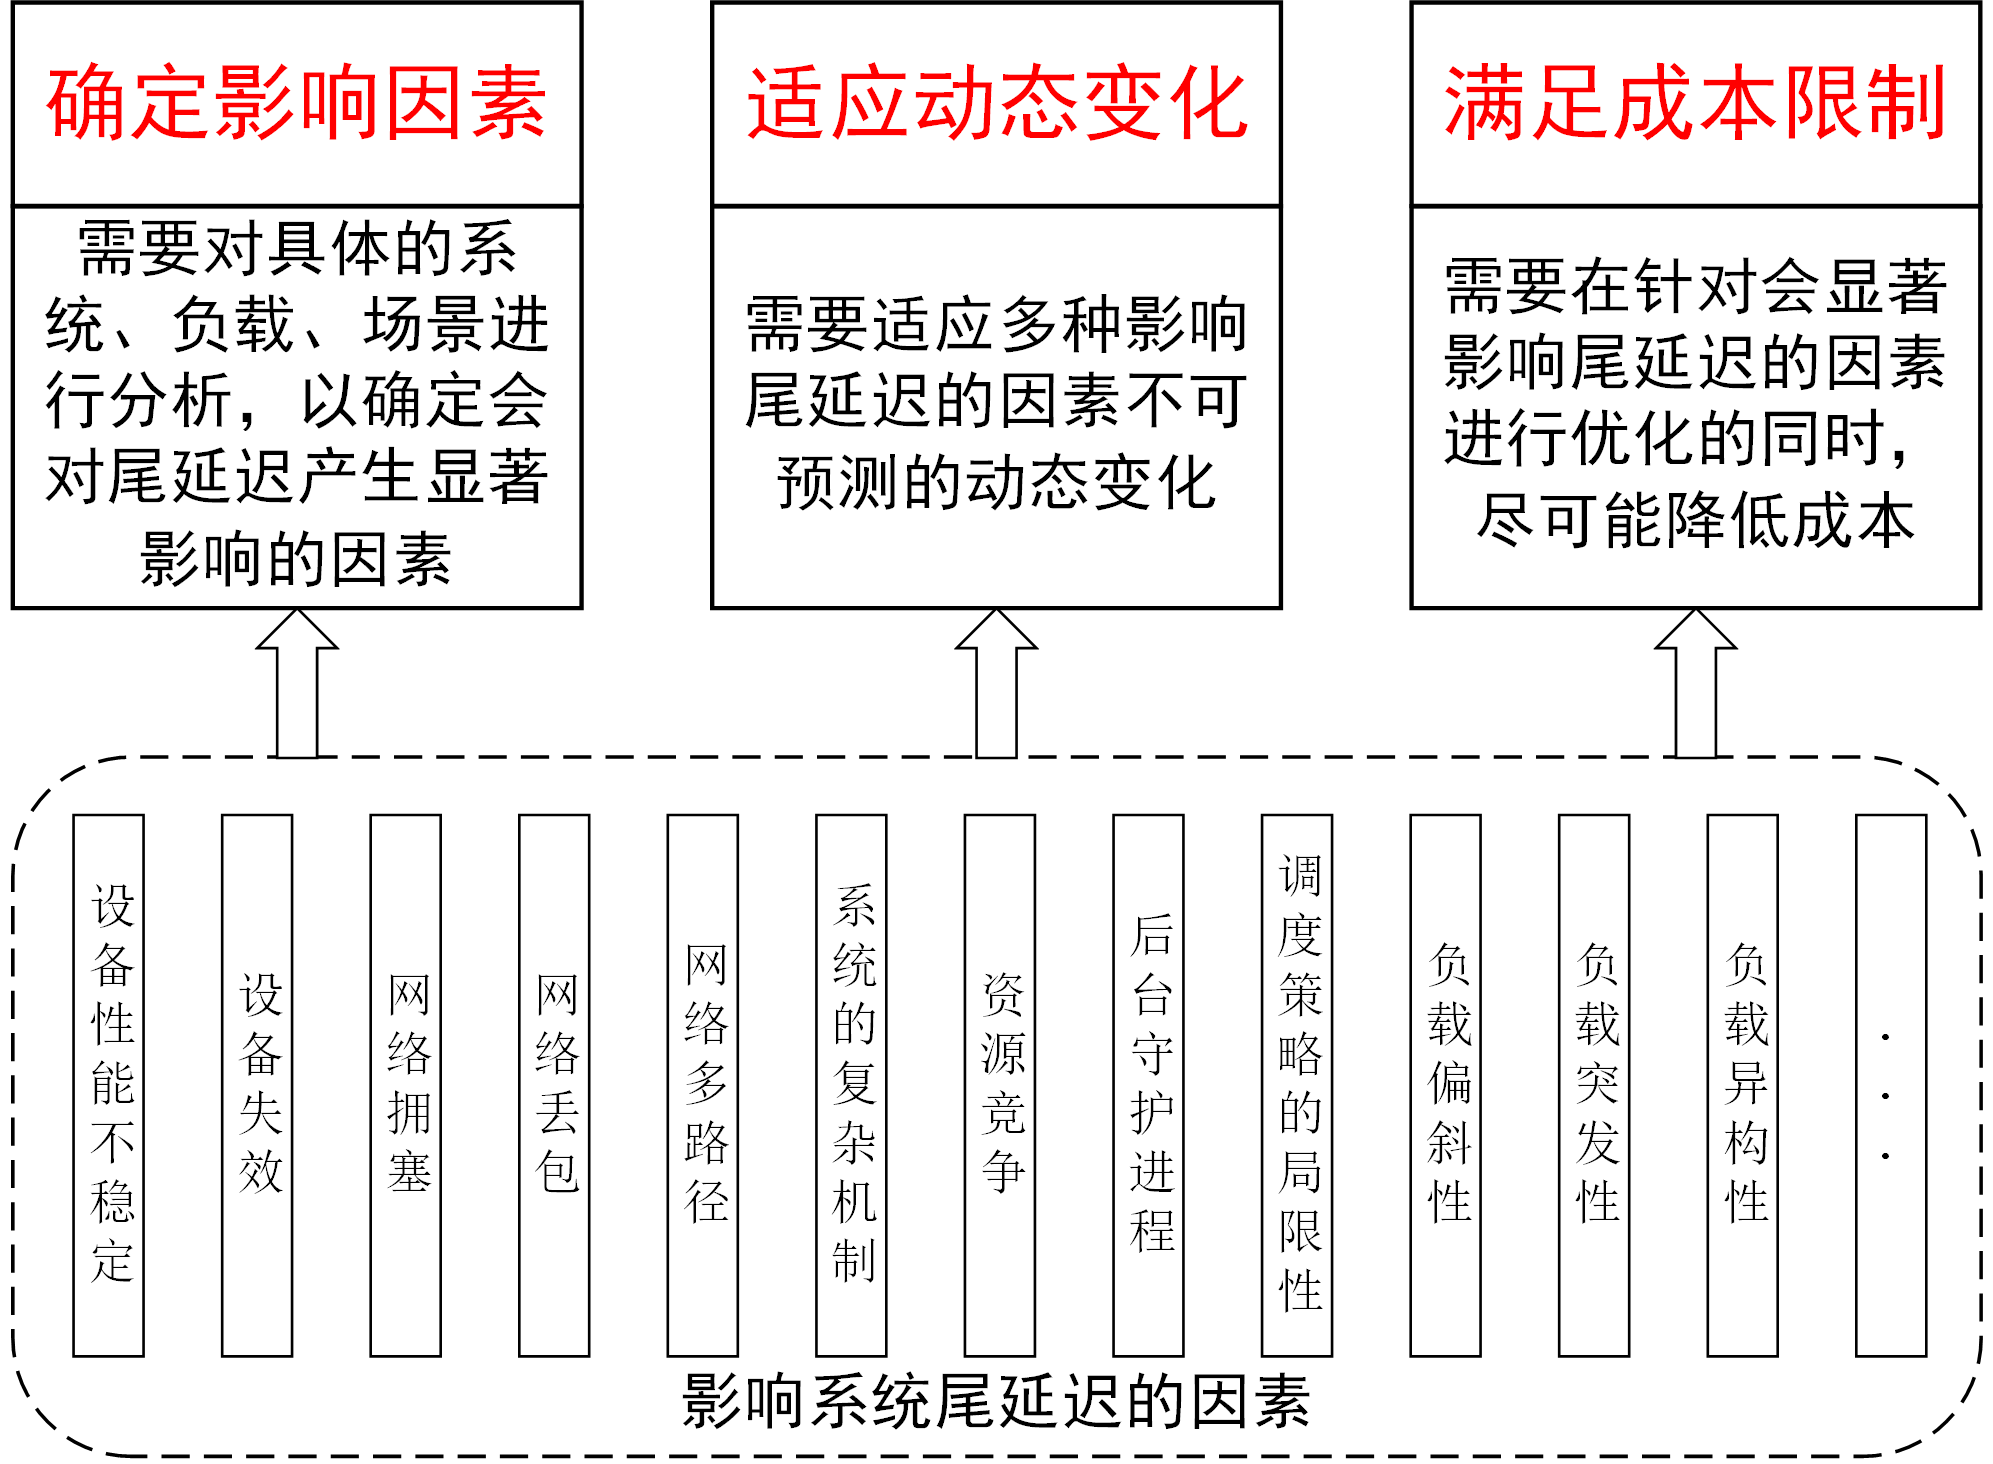 确定影响因素
需要对具体的系
统、负载、场景进
行分析，以确定会
对尾延迟产生显著
影响的因素
适应动态变化
需要适应多种影响
尾延迟的因素不可
预测的动态变化
满足成本限制
需要在针对会显著
影响尾延迟的因素
进行优化的同时，
尽可能降低成本
设备性能不稳定
设备失效
网络拥塞
网络丢包
网络多路径
系统的复杂机制
资源竞争
后台守护进程
调度策略的局限性
负载偏斜性
负载突发性
负载异构性
...
影响系统尾延迟的因素